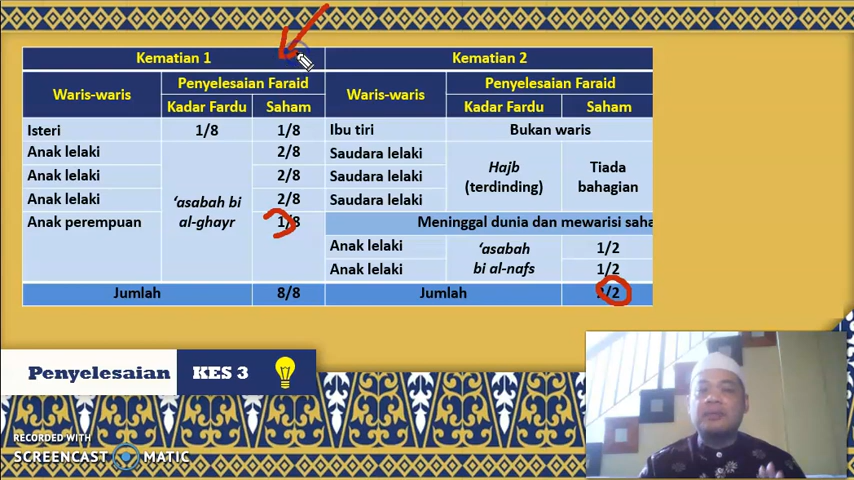 Kematian 1 Kematian 2
Waris-waris Penyelesaian Faraid Waris-waris Penyelesaian Faraid
Kadar Fardu Saham Kadar Fardu Saham
Isteri 1/8 1/8 Ibu tiri Bukan waris
Anak lelaki 'asabah bi al-ghayr 2/8 Saudara lelaki Hajb (terdinding) Tiada bahagian
Anak lelaki 2/8 Saudara lelaki
Anak lelaki 2/8 Saudara lelaki
Anak perempuan 1/8 Meninggal dunia dan mewarisi saha
Anak lelaki 'asabah bi al-nafs 1/2
Anak lelaki 1/2
Jumlah 8/8 Jumlah /2
Penyelesaian KES 3
RECORDED WITH
SCREENCAST MATIC